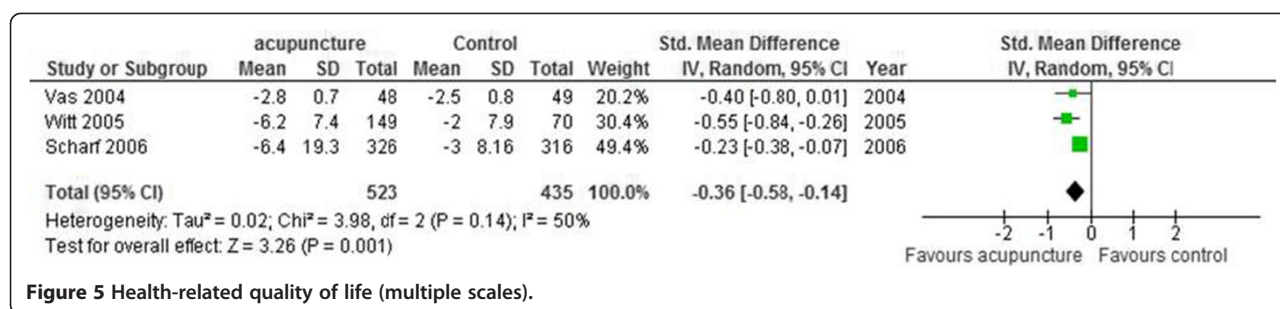 acupuncture Control Std. Mean Difference Std. Mean Difference
Study or Subgroup Mean SD Total Mean SD Total Weight IV, Random, 95% CI Year IV, Random, 95% CI
Vas 2004 -2.8 0.7 48 -2.5 0.8 49 20.2% -0.40 [-0.80, 0.01] 2004
Witt 2005 -6.2 7.4 149 -2 7.9 70 30.4% -0.55 [-0.84, -0.26] 2005
Scharf 2006 -6.4 19.3 326 -3 8.16 316 49.4% -0.23 [-0.38, -0.07] 2006
Total (95% CI) 523 435 100.0% -0.36 [-0.58, -0.14]
Heterogeneity: Tau² = 0.02; Chi² = 3.98, df = 2 (P = 0.14); I² = 50%
Test for overall effect: Z = 3.26 (P = 0.001)
-2 -1 0 1 2
Favours acupuncture Favours control
Figure 5 Health-related quality of life (multiple scales).